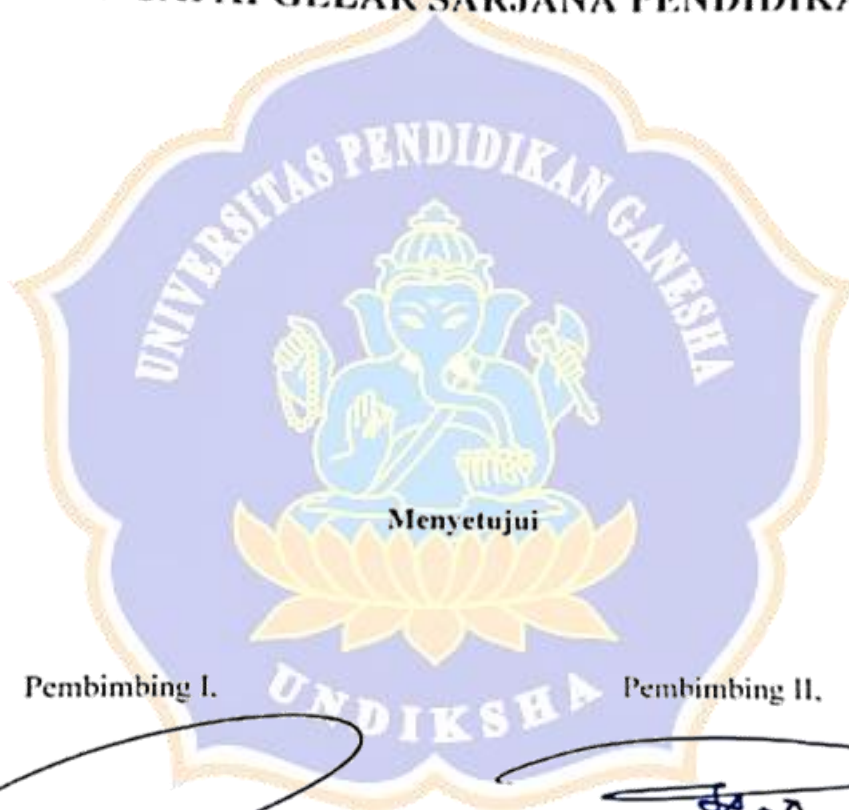 GELAR SARJANA PENDIDIKA
UNIVERSITAS PENDIDIKAN GANESHA
Menyetujui
Pembimbing I.
UNDIKSHA
Pembimbing II.